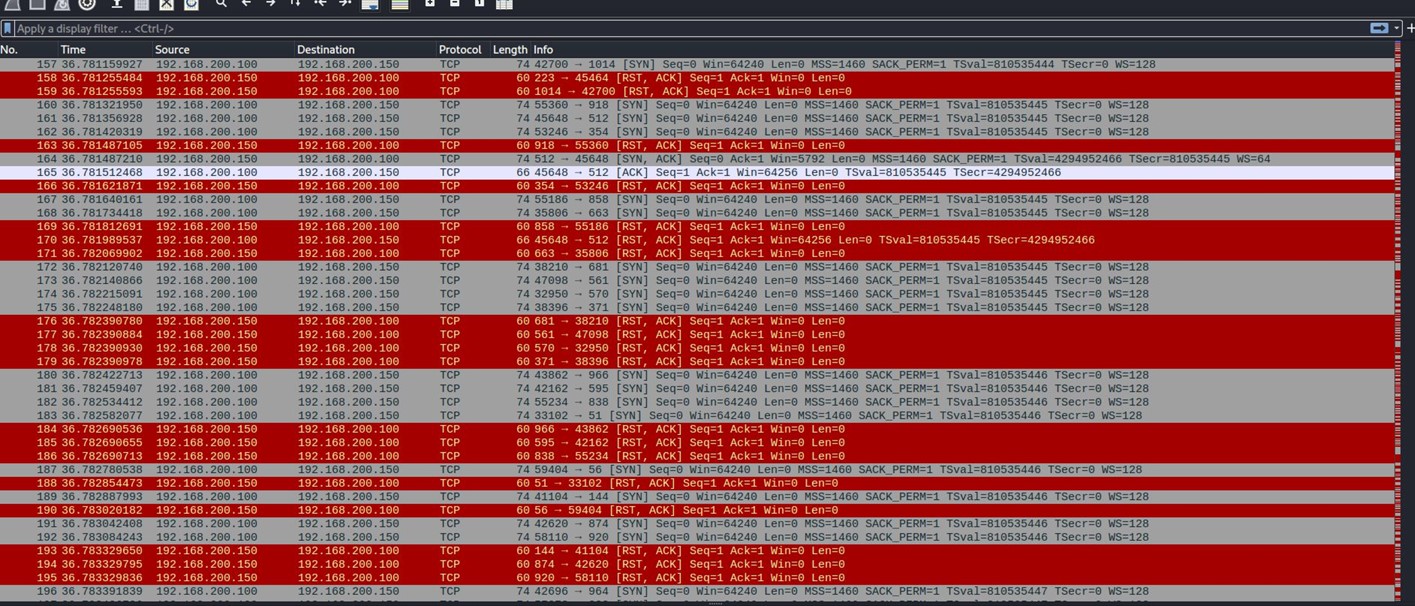 Apply a display filter … <Ctrl-/>
No. Time Source Destination Protocol Length Info
157 36.781159927 192.168.200.100 192.168.200.150 TCP 74 42700 → 1014 [SYN] Seq=0 Win=64240 Len=0 MSS=1460 SACK_PERM=1 TSval=810535444 TSecr=0 WS=128
158 36.781255484 192.168.200.150 192.168.200.100 TCP 60 223 → 45464 [RST, ACK] Seq=1 Ack=1 Win=0 Len=0
159 36.781255593 192.168.200.150 192.168.200.100 TCP 60 1014 → 42700 [RST, ACK] Seq=1 Ack=1 Win=0 Len=0
160 36.781321950 192.168.200.100 192.168.200.150 TCP 74 55360 → 918 [SYN] Seq=0 Win=64240 Len=0 MSS=1460 SACK_PERM=1 TSval=810535445 TSecr=0 WS=128
161 36.781356928 192.168.200.100 192.168.200.150 TCP 74 45648 → 512 [SYN] Seq=0 Win=64240 Len=0 MSS=1460 SACK_PERM=1 TSval=810535445 TSecr=0 WS=128
162 36.781420319 192.168.200.100 192.168.200.150 TCP 74 53246 → 354 [SYN] Seq=0 Win=64240 Len=0 MSS=1460 SACK_PERM=1 TSval=810535445 TSecr=0 WS=128
163 36.781487105 192.168.200.150 192.168.200.100 TCP 60 918 → 55360 [RST, ACK] Seq=1 Ack=1 Win=0 Len=0
164 36.781487210 192.168.200.150 192.168.200.100 TCP 74 512 → 45648 [SYN, ACK] Seq=0 Ack=1 Win=5792 Len=0 MSS=1460 SACK_PERM=1 TSval=4294952466 TSecr=810535445 WS=64
165 36.781512468 192.168.200.100 192.168.200.150 TCP 66 45648 → 512 [ACK] Seq=1 Ack=1 Win=64256 Len=0 TSval=810535445 TSecr=4294952466
166 36.781621871 192.168.200.150 192.168.200.100 TCP 60 354 → 53246 [RST, ACK] Seq=1 Ack=1 Win=0 Len=0
167 36.781640161 192.168.200.100 192.168.200.150 TCP 74 55186 → 858 [SYN] Seq=0 Win=64240 Len=0 MSS=1460 SACK_PERM=1 TSval=810535445 TSecr=0 WS=128
168 36.781734418 192.168.200.100 192.168.200.150 TCP 74 35806 → 663 [SYN] Seq=0 Win=64240 Len=0 MSS=1460 SACK_PERM=1 TSval=810535445 TSecr=0 WS=128
169 36.781812691 192.168.200.150 192.168.200.100 TCP 60 858 → 55186 [RST, ACK] Seq=1 Ack=1 Win=0 Len=0
170 36.781989537 192.168.200.100 192.168.200.150 TCP 66 45648 → 512 [RST, ACK] Seq=1 Ack=1 Win=64256 Len=0 TSval=810535445 TSecr=4294952466
171 36.782069902 192.168.200.150 192.168.200.100 TCP 60 663 → 35806 [RST, ACK] Seq=1 Ack=1 Win=0 Len=0
172 36.782120740 192.168.200.100 192.168.200.150 TCP 74 38210 → 681 [SYN] Seq=0 Win=64240 Len=0 MSS=1460 SACK_PERM=1 TSval=810535445 TSecr=0 WS=128
173 36.782140866 192.168.200.100 192.168.200.150 TCP 74 47098 → 561 [SYN] Seq=0 Win=64240 Len=0 MSS=1460 SACK_PERM=1 TSval=810535445 TSecr=0 WS=128
174 36.782215091 192.168.200.100 192.168.200.150 TCP 74 32950 → 570 [SYN] Seq=0 Win=64240 Len=0 MSS=1460 SACK_PERM=1 TSval=810535445 TSecr=0 WS=128
175 36.782248180 192.168.200.100 192.168.200.150 TCP 74 38396 → 371 [SYN] Seq=0 Win=64240 Len=0 MSS=1460 SACK_PERM=1 TSval=810535445 TSecr=0 WS=128
176 36.782390780 192.168.200.150 192.168.200.100 TCP 60 681 → 38210 [RST, ACK] Seq=1 Ack=1 Win=0 Len=0
177 36.782390884 192.168.200.150 192.168.200.100 TCP 60 561 → 47098 [RST, ACK] Seq=1 Ack=1 Win=0 Len=0
178 36.782390930 192.168.200.150 192.168.200.100 TCP 60 570 → 32950 [RST, ACK] Seq=1 Ack=1 Win=0 Len=0
179 36.782390978 192.168.200.150 192.168.200.100 TCP 60 371 → 38396 [RST, ACK] Seq=1 Ack=1 Win=0 Len=0
180 36.782422713 192.168.200.100 192.168.200.150 TCP 74 43862 → 966 [SYN] Seq=0 Win=64240 Len=0 MSS=1460 SACK_PERM=1 TSval=810535446 TSecr=0 WS=128
181 36.782459407 192.168.200.100 192.168.200.150 TCP 74 42162 → 595 [SYN] Seq=0 Win=64240 Len=0 MSS=1460 SACK_PERM=1 TSval=810535446 TSecr=0 WS=128
182 36.782534412 192.168.200.100 192.168.200.150 TCP 74 55234 → 838 [SYN] Seq=0 Win=64240 Len=0 MSS=1460 SACK_PERM=1 TSval=810535446 TSecr=0 WS=128
183 36.782582077 192.168.200.100 192.168.200.150 TCP 74 33102 → 51 [SYN] Seq=0 Win=64240 Len=0 MSS=1460 SACK_PERM=1 TSval=810535446 TSecr=0 WS=128
184 36.782690536 192.168.200.150 192.168.200.100 TCP 60 966 → 43862 [RST, ACK] Seq=1 Ack=1 Win=0 Len=0
185 36.782690655 192.168.200.150 192.168.200.100 TCP 60 595 → 42162 [RST, ACK] Seq=1 Ack=1 Win=0 Len=0
186 36.782690713 192.168.200.150 192.168.200.100 TCP 60 838 → 55234 [RST, ACK] Seq=1 Ack=1 Win=0 Len=0
187 36.782780538 192.168.200.100 192.168.200.150 TCP 74 59404 → 56 [SYN] Seq=0 Win=64240 Len=0 MSS=1460 SACK_PERM=1 TSval=810535446 TSecr=0 WS=128
188 36.782854473 192.168.200.150 192.168.200.100 TCP 60 51 → 33102 [RST, ACK] Seq=1 Ack=1 Win=0 Len=0
189 36.782887993 192.168.200.100 192.168.200.150 TCP 74 41104 → 144 [SYN] Seq=0 Win=64240 Len=0 MSS=1460 SACK_PERM=1 TSval=810535446 TSecr=0 WS=128
190 36.783020182 192.168.200.150 192.168.200.100 TCP 60 56 → 59404 [RST, ACK] Seq=1 Ack=1 Win=0 Len=0
191 36.783042408 192.168.200.100 192.168.200.150 TCP 74 42620 → 874 [SYN] Seq=0 Win=64240 Len=0 MSS=1460 SACK_PERM=1 TSval=810535446 TSecr=0 WS=128
192 36.783084243 192.168.200.100 192.168.200.150 TCP 74 58110 → 920 [SYN] Seq=0 Win=64240 Len=0 MSS=1460 SACK_PERM=1 TSval=810535446 TSecr=0 WS=128
193 36.783329650 192.168.200.150 192.168.200.100 TCP 60 144 → 41104 [RST, ACK] Seq=1 Ack=1 Win=0 Len=0
194 36.783329795 192.168.200.150 192.168.200.100 TCP 60 874 → 42620 [RST, ACK] Seq=1 Ack=1 Win=0 Len=0
195 36.783329836 192.168.200.150 192.168.200.100 TCP 60 920 → 58110 [RST, ACK] Seq=1 Ack=1 Win=0 Len=0
196 36.783391839 192.168.200.100 192.168.200.150 TCP 74 42696 → 964 [SYN] Seq=0 Win=64240 Len=0 MSS=1460 SACK_PERM=1 TSval=810535447 TSecr=0 WS=128